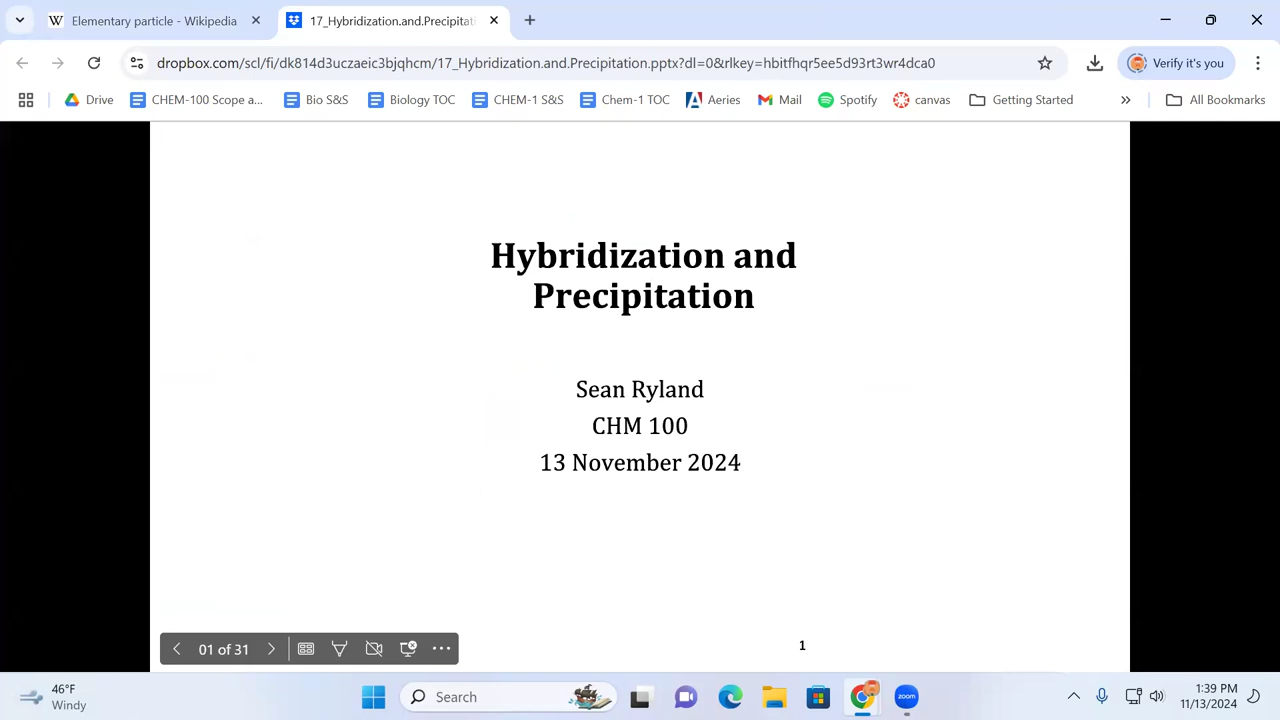 Elementary particle - Wikipedia
17_Hybridization.and.Precipitati
dropbox.com/scl/fi/dk814d3uczaeic3bjqhcm/17_Hybridization.and.Precipitation.pptx?dl=0&rlkey=hbitfhqr5ee5d93rt3wr4dca0
Verify it's you
Drive
CHEM-100 Scope a...
Bio S&S
Biology TOC
CHEM-1 S&S
Chem-1 TOC
Aeries
Mail
Spotify
canvas
Getting Started
All Bookmarks
Hybridization and
Precipitation
Sean Ryland
CHM 100
13 November 2024
01 of 31
1
46°F
Windy
Search
zoom
1:39 PM
11/13/2024